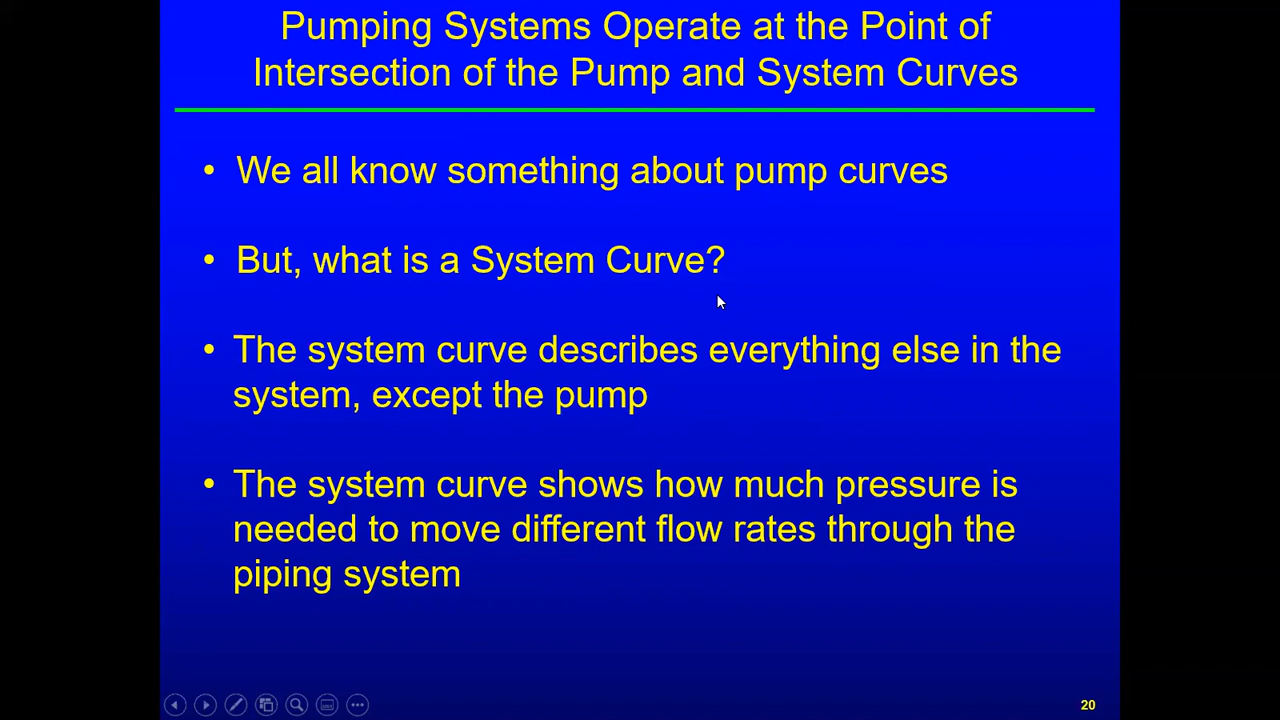 Pumping Systems Operate at the Point of
Intersection of the Pump and System Curves
• We all know something about pump curves
• But, what is a System Curve?
• The system curve describes everything else in the
system, except the pump
• The system curve shows how much pressure is
needed to move different flow rates through the
piping system
20